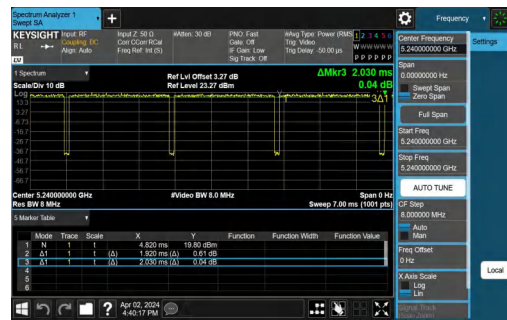 Spectrum Analyzer 1
Swept SA
+
Frequency
KEYSIGHT Input: RF Input Z: 50 Ω #Atten: 30 dB PNO: Fast #Avg Type: Power (RMS 1 2 3 4 5 6
RL Coupling: DC Corr CCorr RCal Gate: Off Trig: Video W W W W W W
Align: Auto Freq Ref: Int (S) IF Gain: Low Trig Delay: -50.00 µs P P P P P P
Sig Track: Off
LV
1 Spectrum Ref Lvl Offset 3.27 dB ΔMkr3 2.030 ms
Scale/Div 10 dB Ref Level 23.27 dBm 0.04 dB
Log
13.3
3.27
-6.73
-16.7
-26.7
-36.7
-46.7
-56.7
-66.7
1 3Δ1
Center 5.240000000 GHz #Video BW 8.0 MHz Span 0 Hz
Res BW 8 MHz Sweep 7.00 ms (1001 pts)
5 Marker Table
Mode Trace Scale X Y Function Function Width Function Value
1 N 1 t 4.820 ms 19.80 dBm
2 Δ1 1 t (Δ) 1.920 ms (Δ) 0.61 dB
3 Δ1 1 t (Δ) 2.030 ms (Δ) 0.04 dB
4
5
6
? Apr 02, 2024
4:40:17 PM
Center Frequency
5.240000000 GHz
Settings
Span
0.00000000 Hz
Swept Span
Zero Span
Full Span
Start Freq
5.240000000 GHz
Stop Freq
5.240000000 GHz
AUTO TUNE
CF Step
8.000000 MHz
Auto
Man
Freq Offset
0 Hz
X Axis Scale
Log
Lin
Local
Signal Track